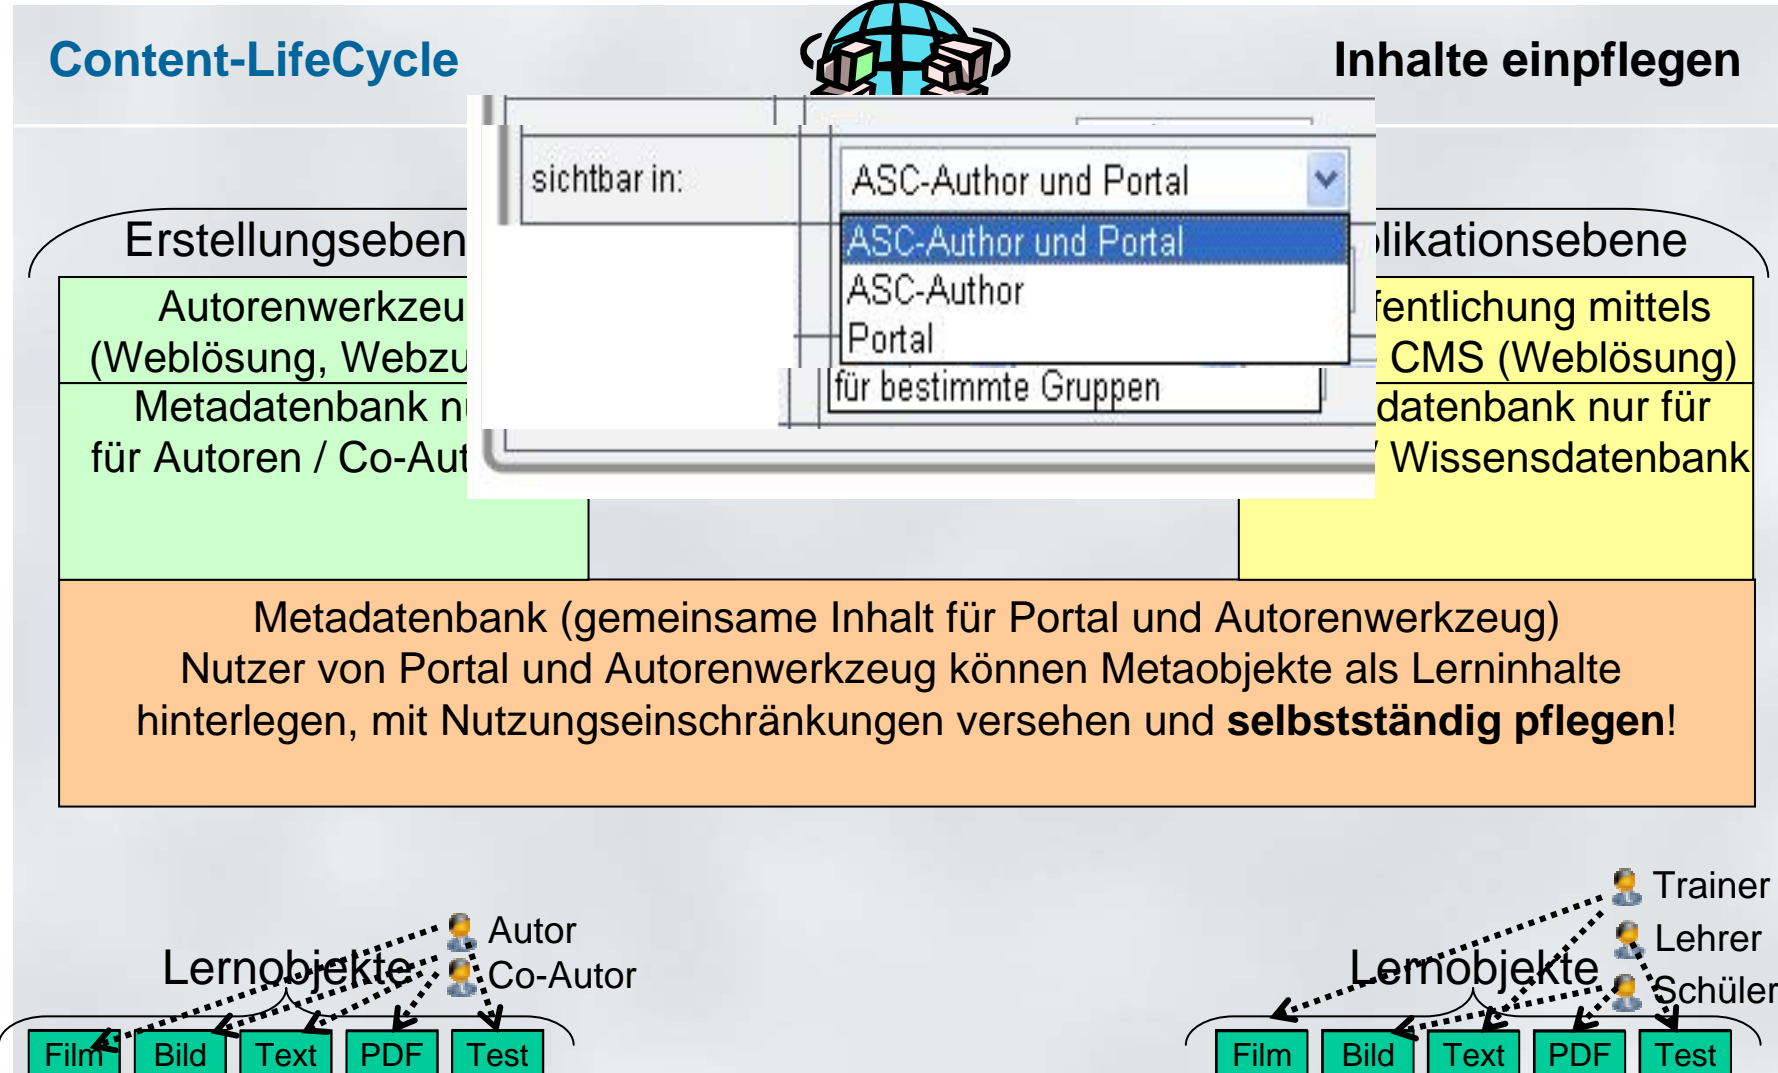 Content-LifeCycle
Inhalte einpflegen
sichtbar in:
ASC-Author und Portal
ASC-Author und Portal
ASC-Author
Portal
für bestimmte Gruppen
Erstellungseben
Autorenwerkzeu
(Weblösung, Webzu
Metadatenbank n
für Autoren / Co-Aut
likationsebene
fentlichung mittels
CMS (Weblösung)
datenbank nur für
/ Wissensdatenbank
Metadatenbank (gemeinsame Inhalt für Portal und Autorenwerkzeug)
Nutzer von Portal und Autorenwerkzeug können Metaobjekte als Lerninhalte
hinterlegen, mit Nutzungseinschränkungen versehen und selbstständig pflegen!
Autor
Co-Autor
Lernobjekte
Film Bild Text PDF Test
Trainer
Lehrer
Schüler
Lernobjekte
Film Bild Text PDF Test